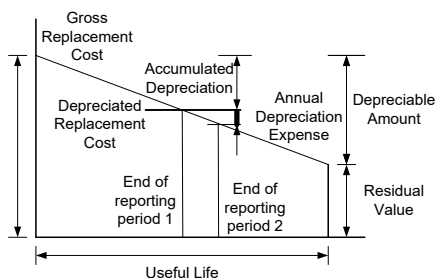 Gross
Replacement
Cost
Accumulated
Depreciation
Depreciated
Replacement
Cost
Annual
Depreciation
Expense
Depreciable
Amount
End of
reporting
period 1
End of
reporting
period 2
Residual
Value
Useful Life